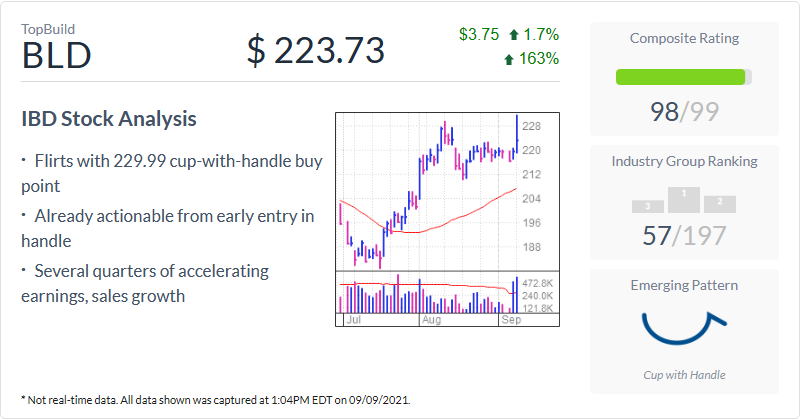 TopBuild
BLD
$ 223.73
$3.75 1.7%
163%
IBD Stock Analysis
· Flirts with 229.99 cup-with-handle buy
point
· Already actionable from early entry in
handle
· Several quarters of accelerating
earnings, sales growth
228
220
212
204
196
188
472.8K
240.0K
121.8K
Jul Aug Sep
Composite Rating
98/99
Industry Group Ranking
3 1 2
57/197
Emerging Pattern
Cup with Handle
* Not real-time data. All data shown was captured at 1:04PM EDT on 09/09/2021.